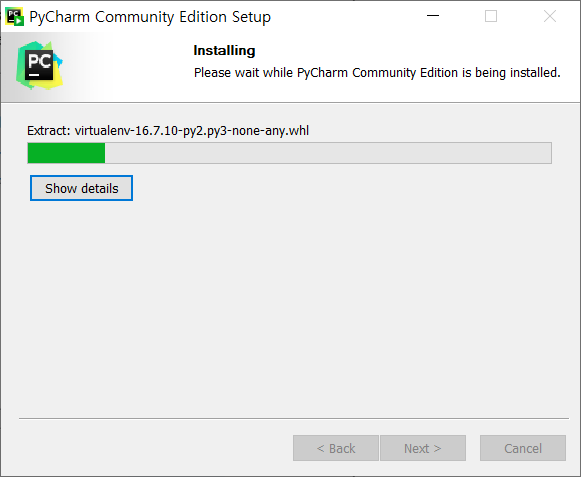 PyCharm Community Edition Setup
PC
Installing
Please wait while PyCharm Community Edition is being installed.
Extract: virtualenv-16.7.10-py2.py3-none-any.whl
Show details
< Back
Next >
Cancel